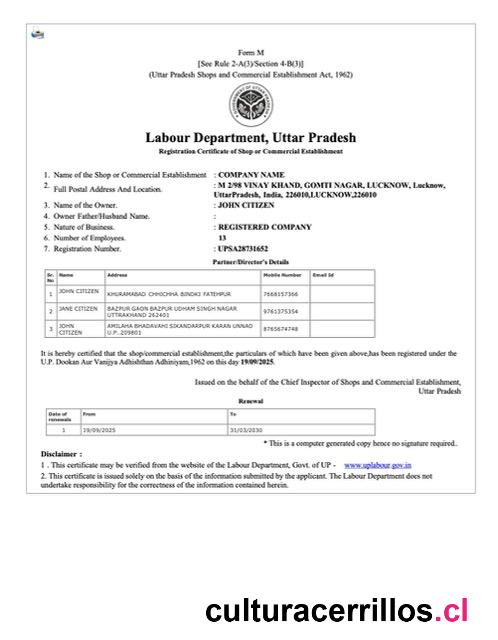 Form M
[See Rule 2-A(3)/Section 4-B(3)]
(Uttar Pradesh Shops and Commercial Establishment Act, 1962)
Labour Department, Uttar Pradesh
Registration Certificate of Shop or Commercial Establishment
1. Name of the Shop or Commercial Establishment : COMPANY NAME
2. Full Postal Address And Location. : M 2/98 VINAY KHAND, GOMTI NAGAR, LUCKNOW, Lucknow, UttarPradesh, India, 226010,LUCKNOW,226010
3. Name of the Owner. : JOHN CITIZEN
4. Owner Father/Husband Name. :
5. Nature of Business. : REGISTERED COMPANY
6. Number of Employees. 13
7. Registration Number. : UPSA28731652
Partner/Director's Details
Sr. No Name Address Mobile Number Email Id
1 JOHN CITIZEN KHURAMABAD CHHICHHA BINDKI FATEHPUR 7668157366
2 JANE CITIZEN BAZPUR GAON BAZPUR UDHAM SINGH NAGAR UTTRAKHAND 262401 9761375354
3 JOHN CITIZEN AMILAHA BHADAVAHI SIKANDARPUR KARAN UNNAO U.P..209801 8765674748
It is hereby certified that the shop/commercial establishment,the particulars of which have been given above,has been registered under the
U.P. Dookan Aur Vanijya Adhishthan Adhiniyam,1962 on this day 19/09/2025.
Issued on the behalf of the Chief Inspector of Shops and Commercial Establishment,
Uttar Pradesh
Renewal
Date of renewals From To
1 19/09/2025 31/03/2030
* This is a computer generated copy hence no signature required..
Disclaimer :
1 . This certificate may be verified from the website of the Labour Department, Govt. of UP - www.uplabour.gov.in
2. This certificate is issued solely on the basis of the information submitted by the applicant. The Labour Department does not
undertake responsibility for the correctness of the information contained herein.
culturacerrillos.cl